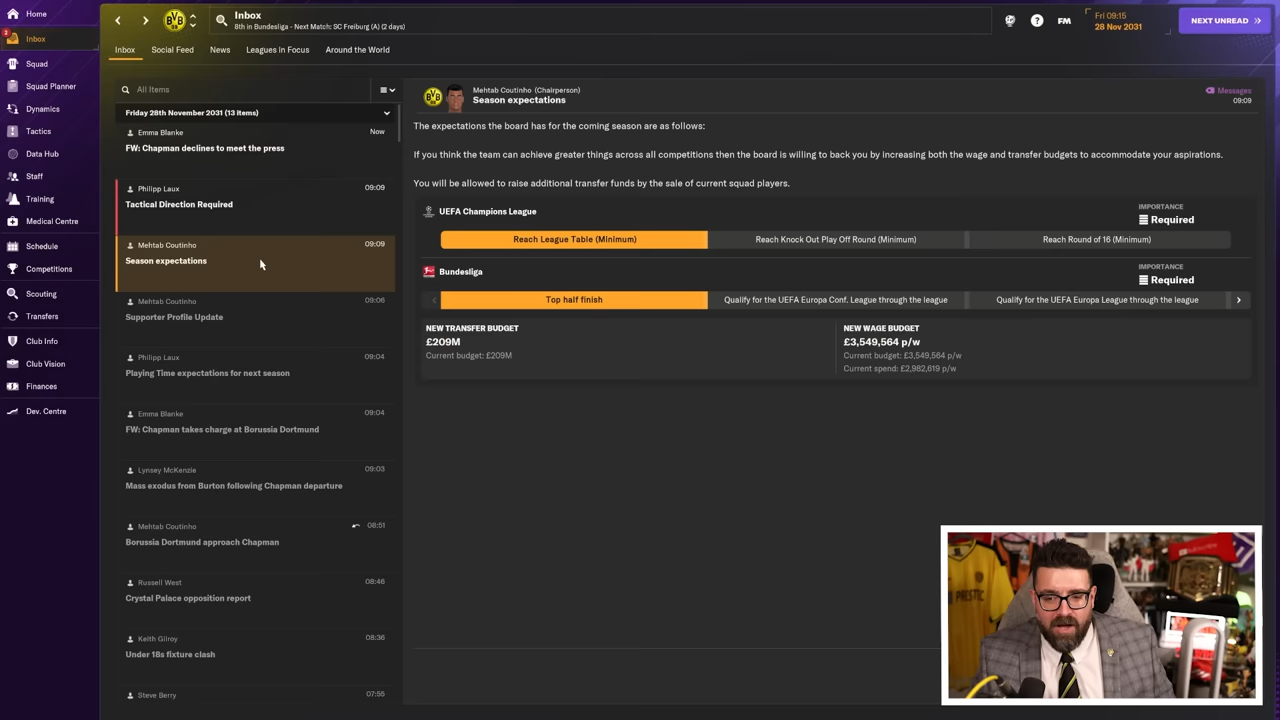 Home
Inbox
Squad
Squad Planner
Dynamics
Tactics
Data Hub
Staff
Training
Medical Centre
Schedule
Competitions
Scouting
Transfers
Club Info
Club Vision
Finances
Dev. Centre
Inbox
8th in Bundesliga - Next Match: SC Freiburg (A) (2 days)
FM
Fri 09:15
28 Nov 2031
NEXT UNREAD
Inbox
Social Feed
News
Leagues In Focus
Around the World
All Items
Friday 28th November 2031 (13 items)
Emma Blanke
Now
FW: Chapman declines to meet the press
Philipp Laux
09:09
Tactical Direction Required
Mehtab Coutinho
09:09
Season expectations
Mehtab Coutinho
09:06
Supporter Profile Update
Philipp Laux
09:04
Playing Time expectations for next season
Emma Blanke
09:04
FW: Chapman takes charge at Borussia Dortmund
Lynsey McKenzie
09:03
Mass exodus from Burton following Chapman departure
Mehtab Coutinho
08:51
Borussia Dortmund approach Chapman
Russell West
08:46
Crystal Palace opposition report
Keith Gilroy
08:36
Under 18s fixture clash
Steve Berry
07:55
Mehtab Coutinho (Chairperson)
Season expectations
Messages
09:09
The expectations the board has for the coming season are as follows:
If you think the team can achieve greater things across all competitions then the board is willing to back you by increasing both the wage and transfer budgets to accommodate your aspirations.
You will be allowed to raise additional transfer funds by the sale of current squad players.
UEFA Champions League
IMPORTANCE
Required
Reach League Table (Minimum)
Reach Knock Out Play Off Round (Minimum)
Reach Round of 16 (Minimum)
Bundesliga
IMPORTANCE
Required
Top half finish
Qualify for the UEFA Europa Conf. League through the league
Qualify for the UEFA Europa League through the league
NEW TRANSFER BUDGET
£209M
Current budget: £209M
NEW WAGE BUDGET
£3,549,564 p/w
Current budget: £3,549,564 p/w
Current spend: £2,982,619 p/w